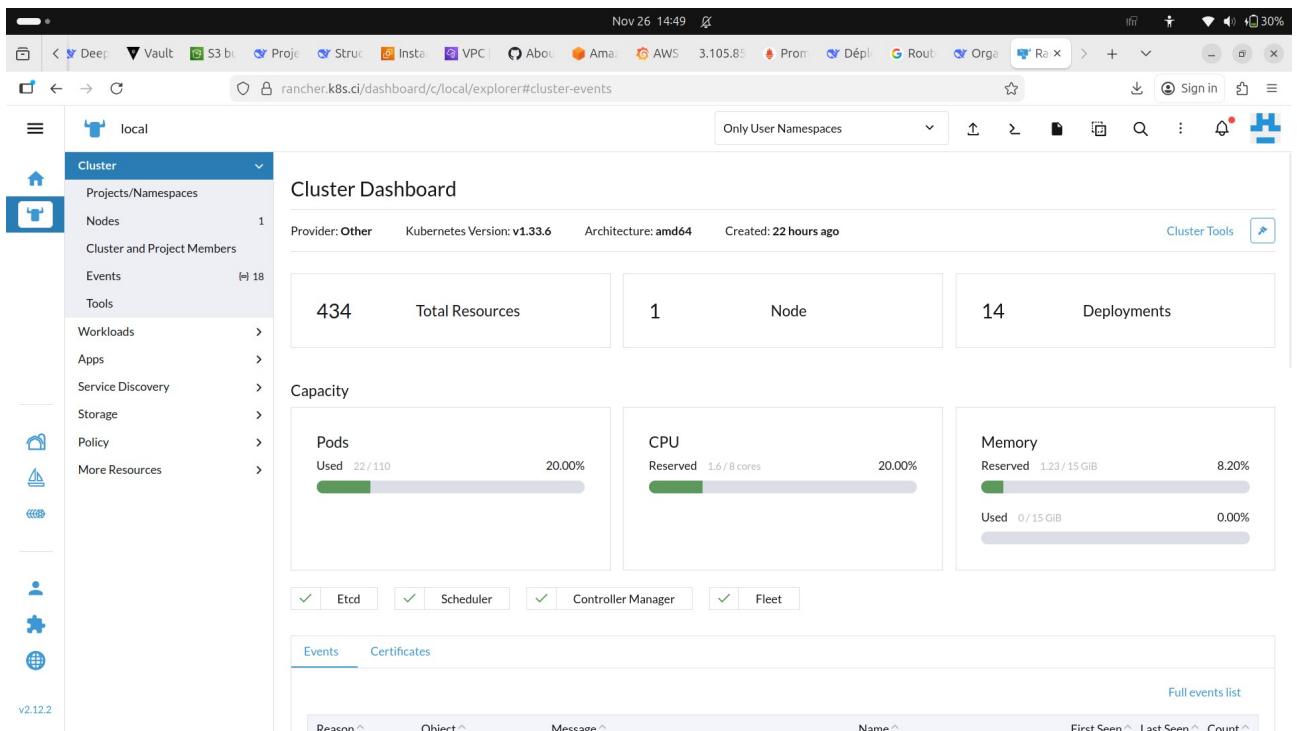 Nov 26 14:49
30%
Deep Vault S3 bu Proje Struc Insta VPC Abou Ama AWS 3.105.85 Prom Dépl Rout Orga Ra
rancher.k8s.ci/dashboard/c/local/explorer#cluster-events
Sign in
local
Only User Namespaces
Cluster
Projects/Namespaces
Nodes 1
Cluster and Project Members
Events 18
Tools
Workloads
Apps
Service Discovery
Storage
Policy
More Resources
v2.12.2
Cluster Dashboard
Provider: Other Kubernetes Version: v1.33.6 Architecture: amd64 Created: 22 hours ago Cluster Tools
434 Total Resources
1 Node
14 Deployments
Capacity
Pods
Used 22 / 110 20.00%
CPU
Reserved 1.6 / 8 cores 20.00%
Memory
Reserved 1.23 / 15 GiB 8.20%
Used 0 / 15 GiB 0.00%
Etcd Scheduler Controller Manager Fleet
Events Certificates
Full events list
Reason Object Message Name First Seen Last Seen Count